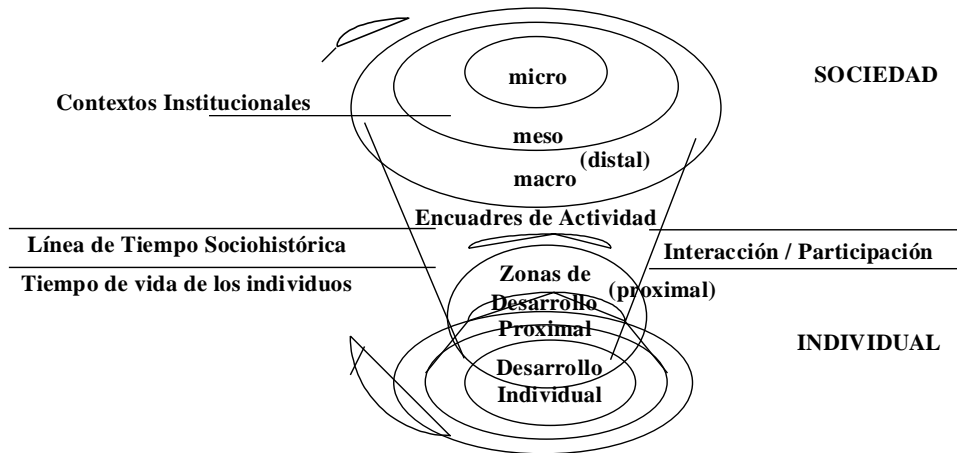 micro
SOCIEDAD
Contextos Institucionales
meso
(distal)
macro
Encuadres de Actividad
Línea de Tiempo Sociohistórica
Interacción / Participación
Tiempo de vida de los individuos
Zonas de
Desarrollo
Proximal
(proximal)
INDIVIDUAL
Desarrollo
Individual